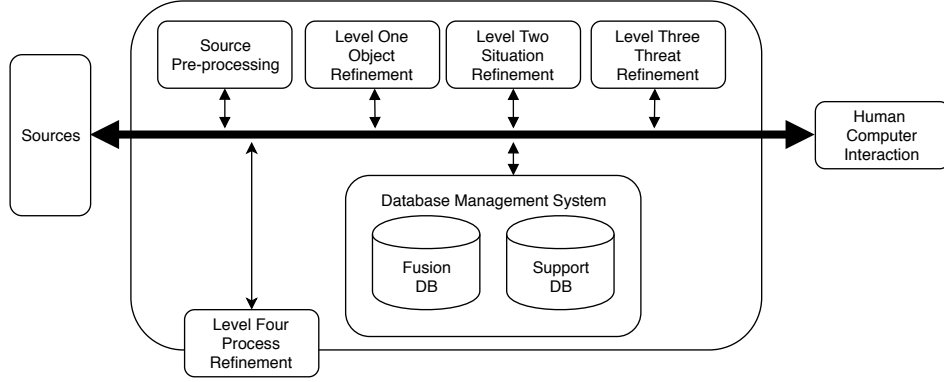 Sources
Source
Pre-processing
Level One
Object
Refinement
Level Two
Situation
Refinement
Level Three
Threat
Refinement
Human
Computer
Interaction
Database Management System
Fusion
DB
Support
DB
Level Four
Process
Refinement